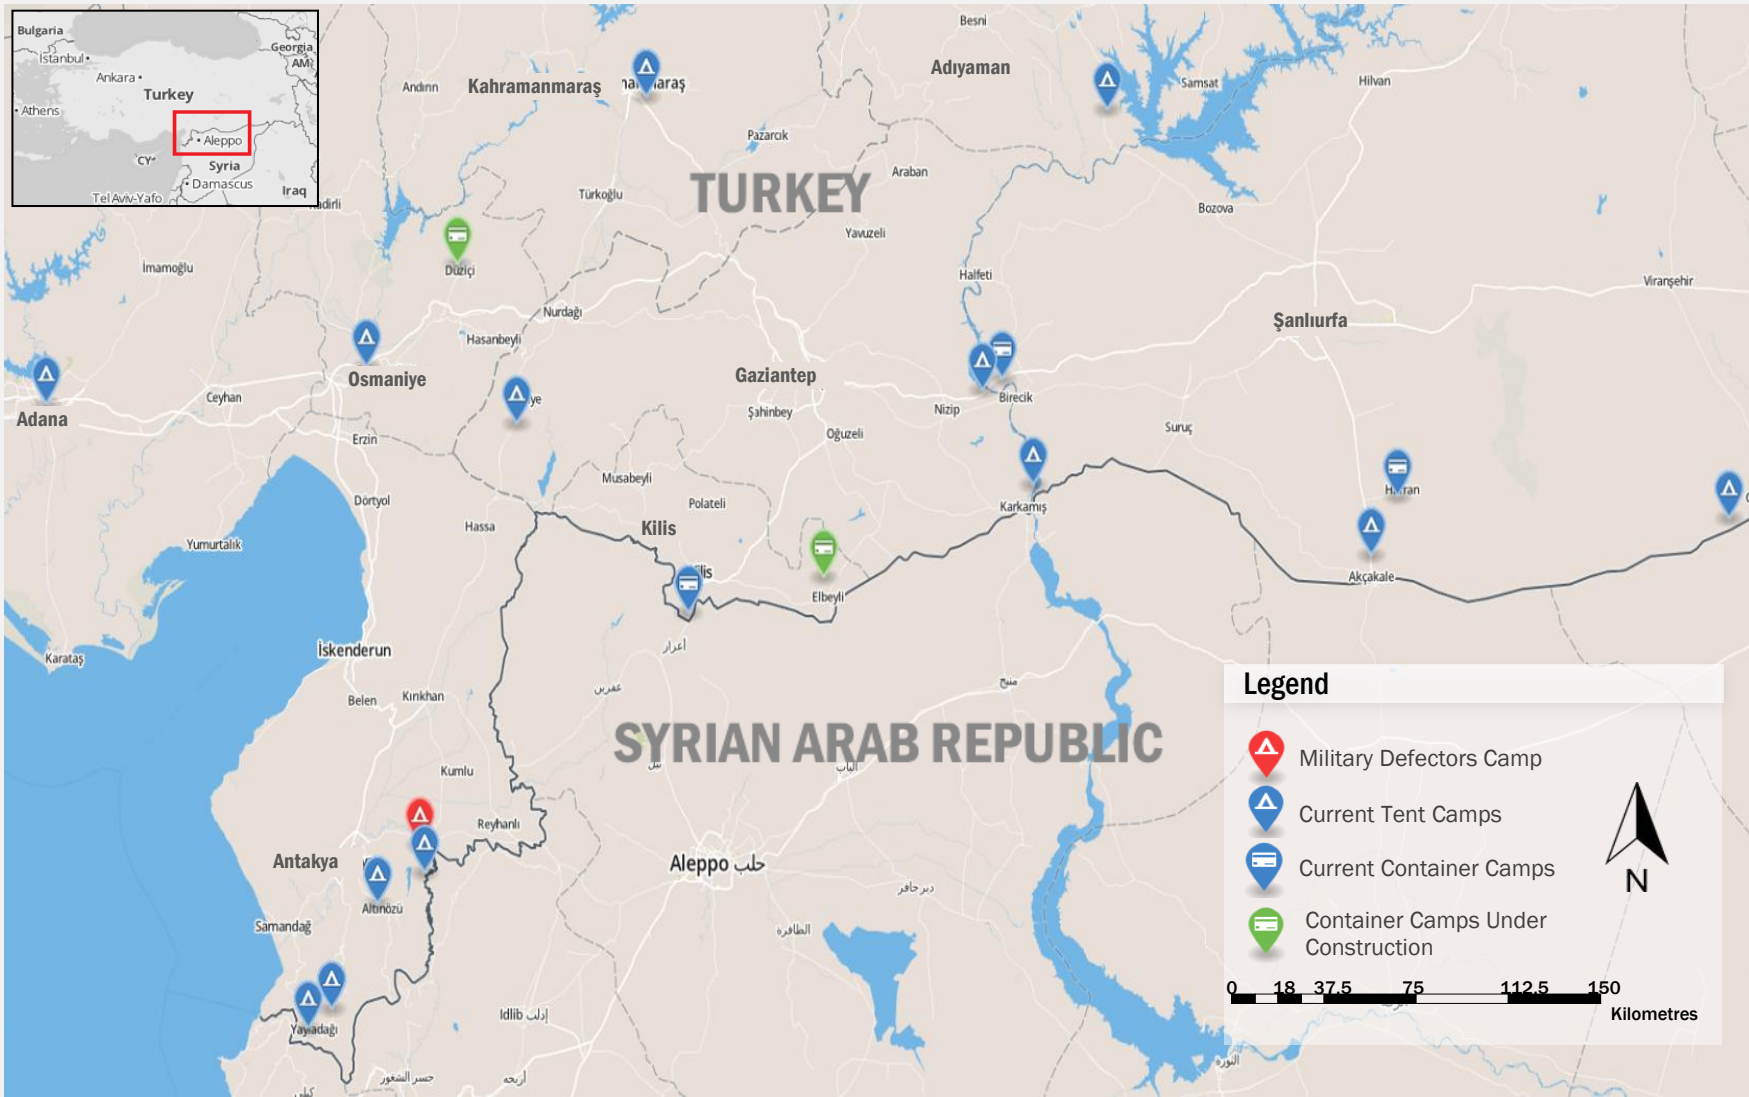 Bulgaria
Istanbul
Georgia
AM
Ankara
Turkey
Athens
Aleppo
CY
Syria
Damascus
Iraq
Tel Aviv-Yafo
Besni
Andırın
Kahramanmaraş
Adıyaman
Samsat
Hilvan
Pazarcık
Araban
Türkoğlu
TURKEY
Bozova
Yavuzeli
İmamoğlu
Düziçi
Halfeti
Viranşehir
Nurdağı
Şanlıurfa
Hasanbeyli
Osmaniye
Gaziantep
Ceyhan
Birecik
Adana
Şahinbey
Nizip
Suruç
Erzin
Oğuzeli
Musabeyli
Dörtyol
Polateli
Karkamış
Hassa
Kilis
Yumurtalık
Akçakale
Elbeyli
أعزاز
İskenderun
Karataş
عفرين
منبج
Belen
Kırıkhan
SYRIAN ARAB REPUBLIC
الباب
Kumlu
Reyhanlı
Antakya
Aleppo حلب
دير حافر
Altınözü
Samandağ
Idlib إدلب
Yayladağı
جسر الشغور
أريحه
Legend
Military Defectors Camp
Current Tent Camps
Current Container Camps
Container Camps Under
Construction
N
0 18 37.5 75 112.5 150
Kilometres
الثورة